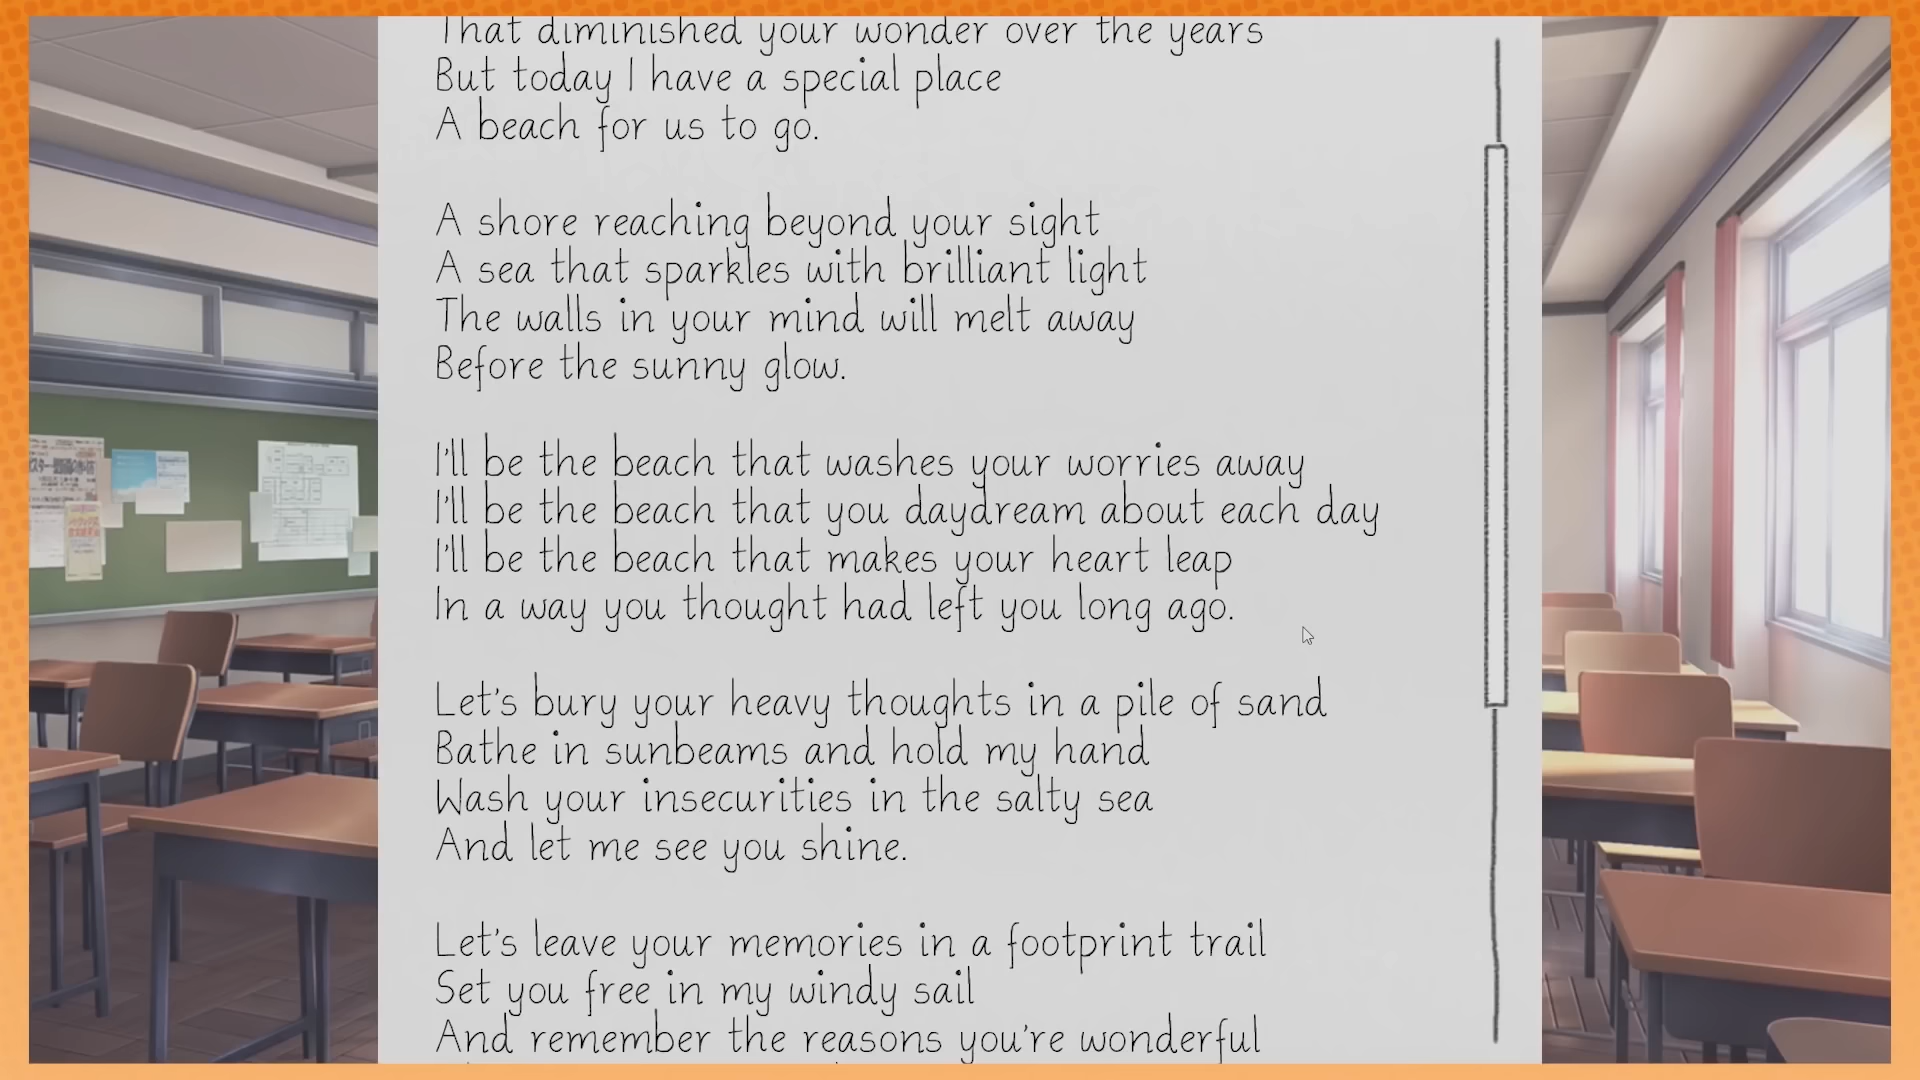 That diminished your wonder over the years
But today I have a special place
A beach for us to go.
A shore reaching beyond your sight
A sea that sparkles with brilliant light
The walls in your mind will melt away
Before the sunny glow.
I'll be the beach that washes your worries away
I'll be the beach that you daydream about each day
I'll be the beach that makes your heart leap
In a way you thought had left you long ago.
Let's bury your heavy thoughts in a pile of sand
Bathe in sunbeams and hold my hand
Wash your insecurities in the salty sea
And let me see you shine.
Let's leave your memories in a footprint trail
Set you free in my windy sail
And remember the reasons you're wonderful